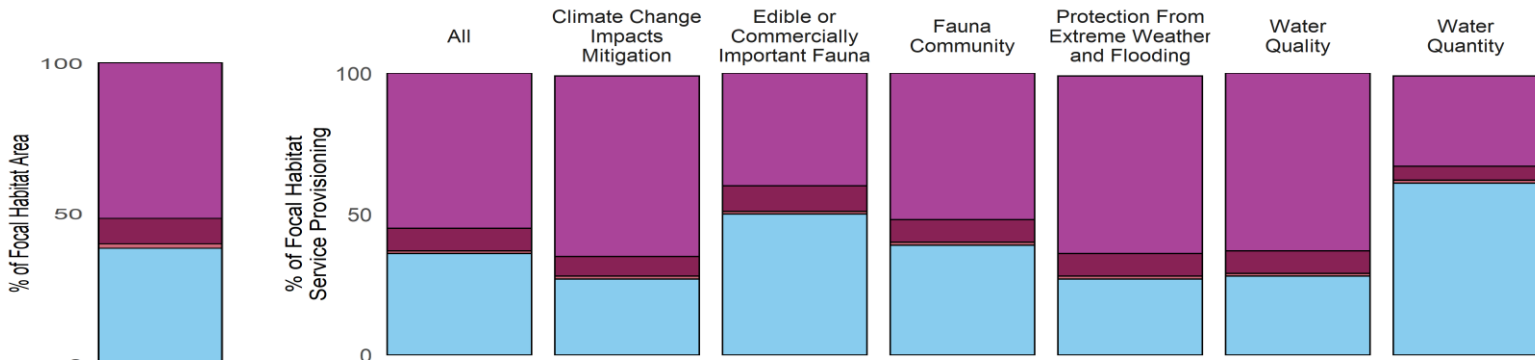 % of Focal Habitat Area
100
50
% of Focal Habitat
Service Provisioning
100
50
0
All
Climate Change
Impacts
Mitigation
Edible or
Commercially
Important Fauna
Fauna
Community
Protection From
Extreme Weather
and Flooding
Water
Quality
Water
Quantity